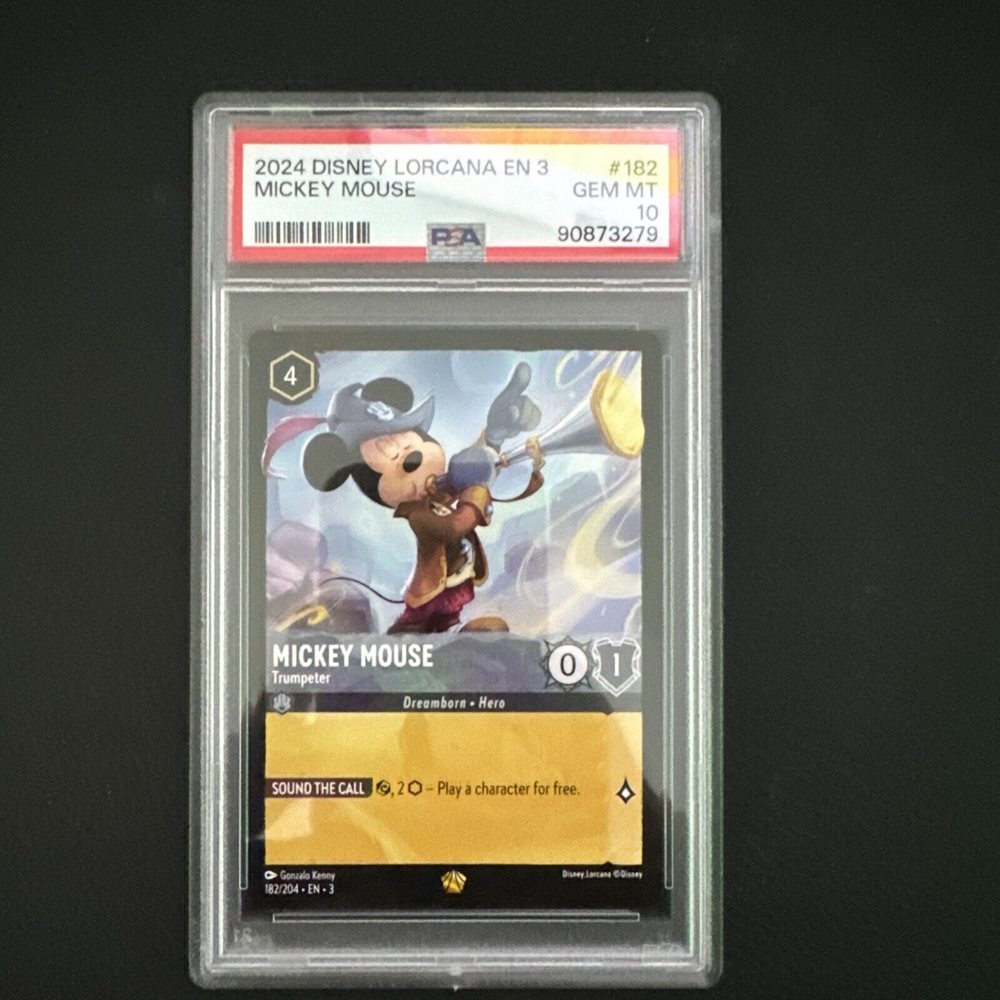 2024 DISNEY LORCANA EN 3 #182
MICKEY MOUSE GEM MT
10
PSA 90873279
4
MICKEY MOUSE
Trumpeter
0 1
Dreamborn • Hero
SOUND THE CALL , 2 – Play a character for free.
Gonzalo Kenny
182/204 • EN • 3
Disney Lorcana ©Disney